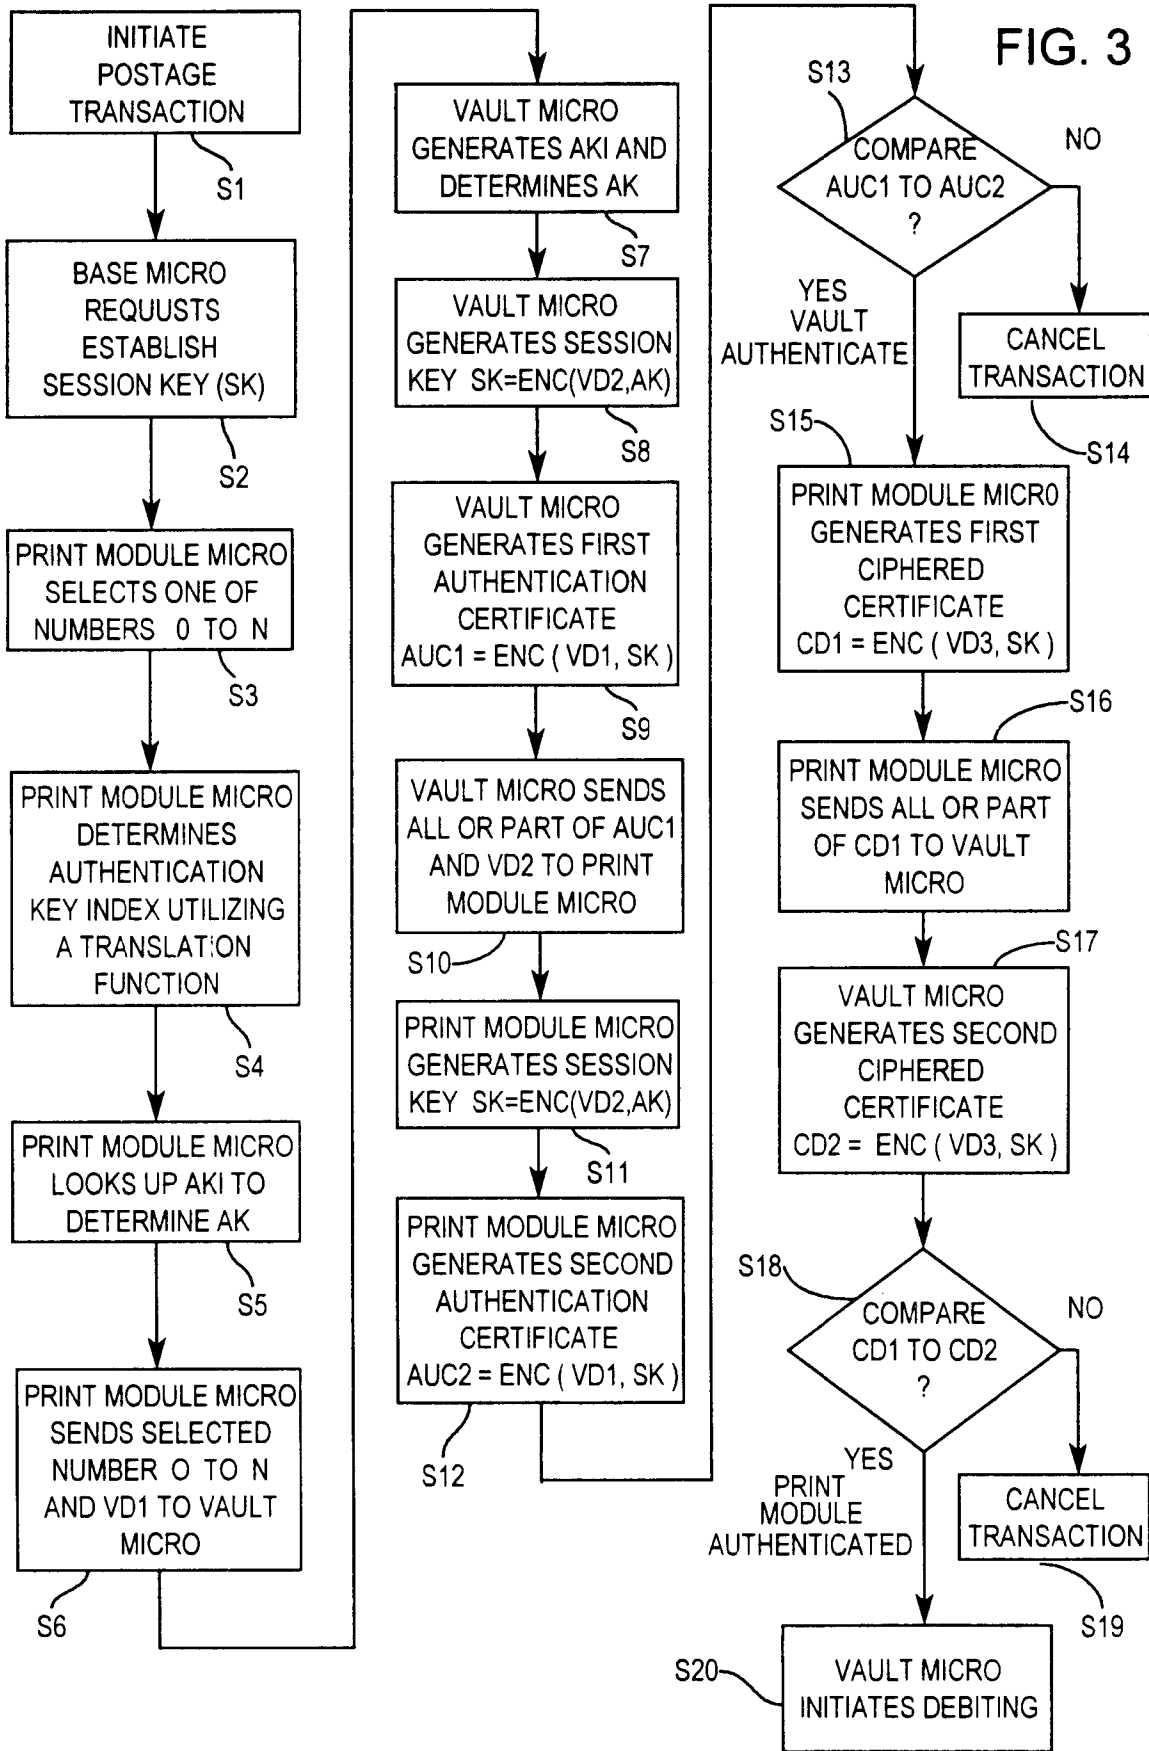 FIG. 3
INITIATE
POSTAGE
TRANSACTION
S1
BASE MICRO
REQUUSTS
ESTABLISH
SESSION KEY (SK)
S2
PRINT MODULE MICRO
SELECTS ONE OF
NUMBERS 0 TO N
S3
PRINT MODULE MICRO
DETERMINES
AUTHENTICATION
KEY INDEX UTILIZING
A TRANSLATION
FUNCTION
S4
PRINT MODULE MICRO
LOOKS UP AKI TO
DETERMINE AK
S5
PRINT MODULE MICRO
SENDS SELECTED
NUMBER O TO N
AND VD1 TO VAULT
MICRO
S6
VAULT MICRO
GENERATES AKI AND
DETERMINES AK
S7
VAULT MICRO
GENERATES SESSION
KEY SK=ENC(VD2,AK)
S8
VAULT MICRO
GENERATES FIRST
AUTHENTICATION
CERTIFICATE
AUC1 = ENC ( VD1, SK )
S9
VAULT MICRO SENDS
ALL OR PART OF AUC1
AND VD2 TO PRINT
MODULE MICRO
S10
PRINT MODULE MICRO
GENERATES SESSION
KEY SK=ENC(VD2,AK)
S11
PRINT MODULE MICRO
GENERATES SECOND
AUTHENTICATION
CERTIFICATE
AUC2 = ENC ( VD1, SK )
S12
S13
COMPARE
AUC1 TO AUC2
?
NO
YES
VAULT
AUTHENTICATE
CANCEL
TRANSACTION
S14
S15
PRINT MODULE MICRO
GENERATES FIRST
CIPHERED
CERTIFICATE
CD1 = ENC ( VD3, SK )
S16
PRINT MODULE MICRO
SENDS ALL OR PART
OF CD1 TO VAULT
MICRO
S17
VAULT MICRO
GENERATES SECOND
CIPHERED
CERTIFICATE
CD2 = ENC ( VD3, SK )
S18
COMPARE
CD1 TO CD2
?
NO
YES
PRINT
MODULE
AUTHENTICATED
CANCEL
TRANSACTION
S19
S20
VAULT MICRO
INITIATES DEBITING